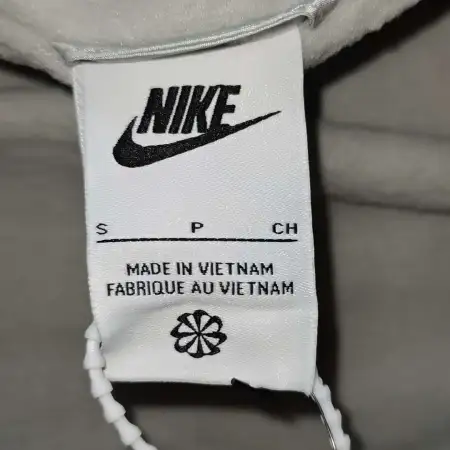 NIKE
S P CH
MADE IN VIETNAM
FABRIQUE AU VIETNAM